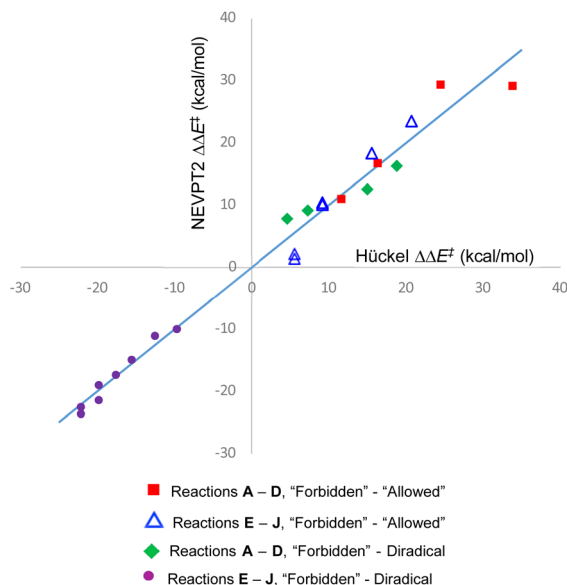 40
NEVPT2 ΔΔE‡ (kcal/mol)
30
20
10
Hückel ΔΔE‡ (kcal/mol)
0
-30 -20 -10 0 10 20 30 40
-10
-20
-30
Reactions A – D, “Forbidden” - “Allowed”
Reactions E – J, “Forbidden” - “Allowed”
Reactions A – D, “Forbidden” - Diradical
Reactions E – J, “Forbidden” - Diradical